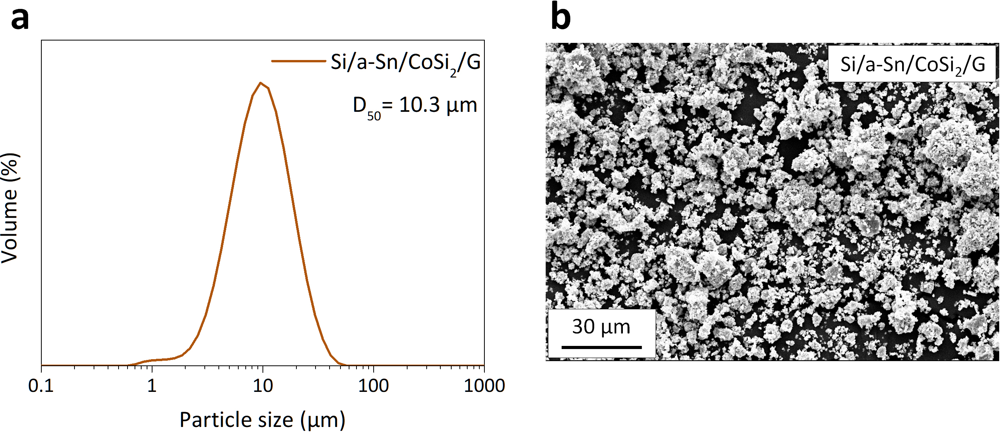 a
Si/a-Sn/CoSi₂/G
D₅₀= 10.3 µm
Volume (%)
0.1 1 10 100 1000
Particle size (µm)
b
Si/a-Sn/CoSi₂/G
30 µm